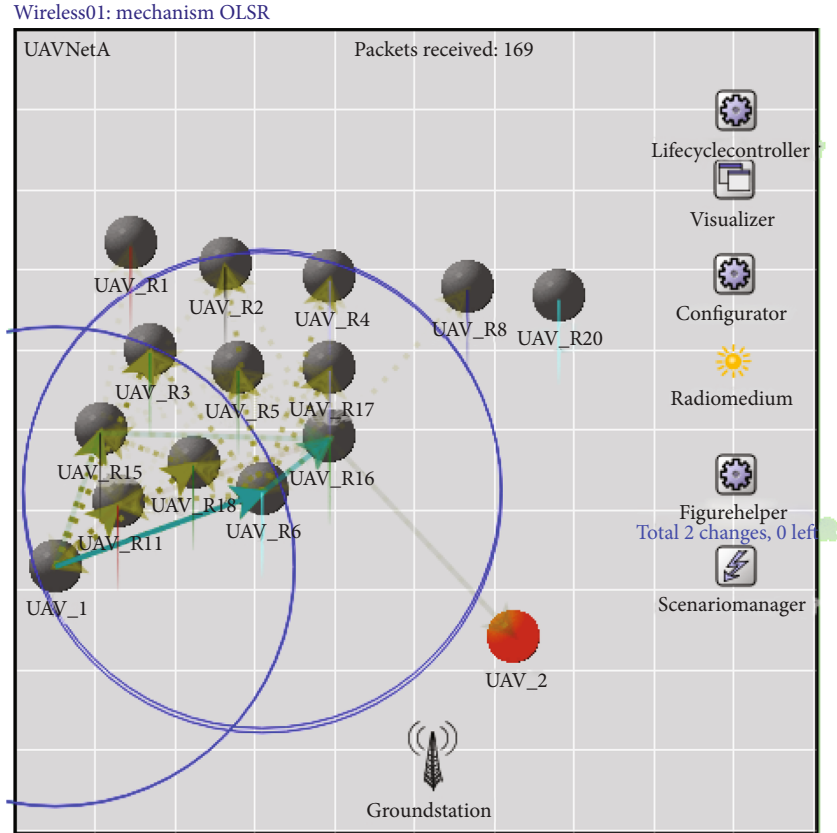 Wireless01: mechanism OLSR
UAVNetA
Packets received: 169
Lifecyclecontroller
Visualizer
UAV_R1
UAV_R2
UAV_R4
UAV_R8
UAV_R20
Configurator
UAV_R3
UAV_R5
UAV_R17
Radiomedium
UAV_R15
UAV_R18
UAV_R16
UAV_R6
UAV_R11
Figurehelper
Total 2 changes, 0 left
UAV_1
Scenariomanager
UAV_2
Groundstation